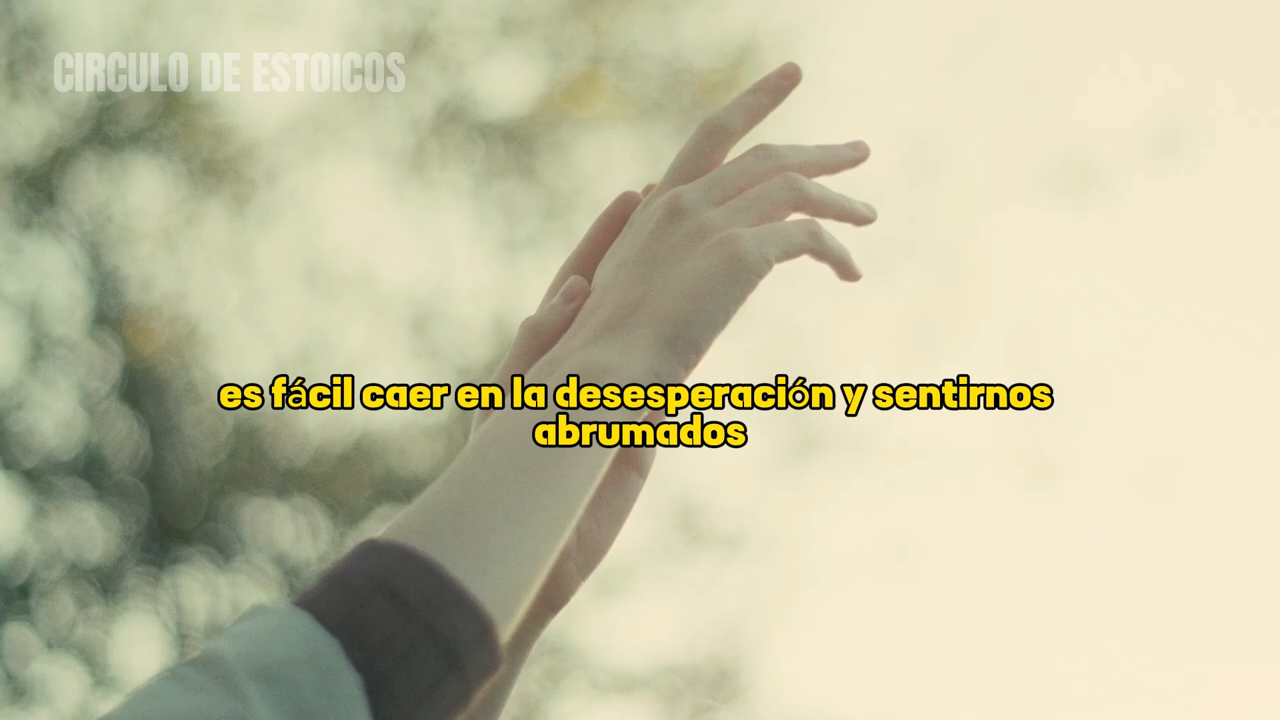 CIRCULO DE ESTOICOS
es fácil caer en la desesperación y sentirnos
abrumados